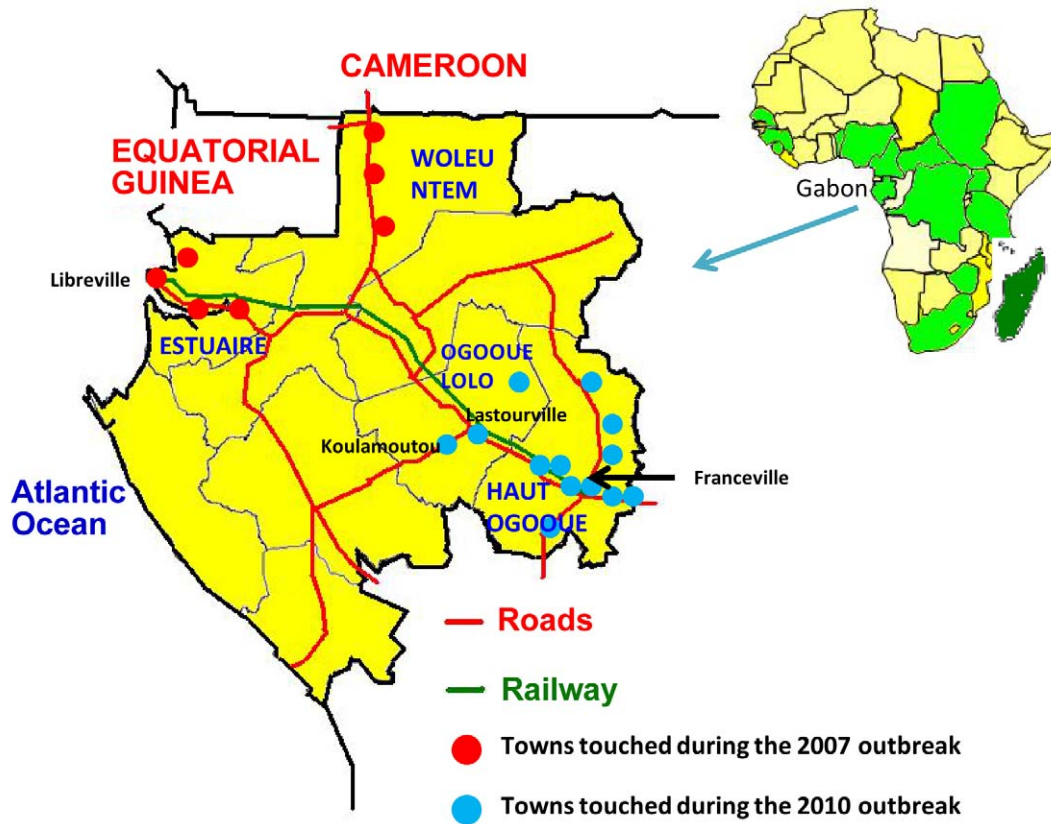 CAMEROON
EQUATORIAL
GUINEA
WOLEU
NTEM
Gabon
Libreville
ESTUAIRE
OGOOUE
LOLO
Lastourville
Koulamoutou
Franceville
HAUT
OGOOUE
Atlantic
Ocean
Roads
Railway
Towns touched during the 2007 outbreak
Towns touched during the 2010 outbreak